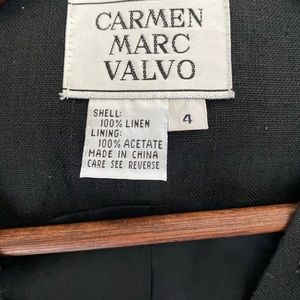 CARMEN
MARC
VALVO
SHELL:
100% LINEN
LINING:
100% ACETATE
MADE IN CHINA
CARE SEE REVERSE
4